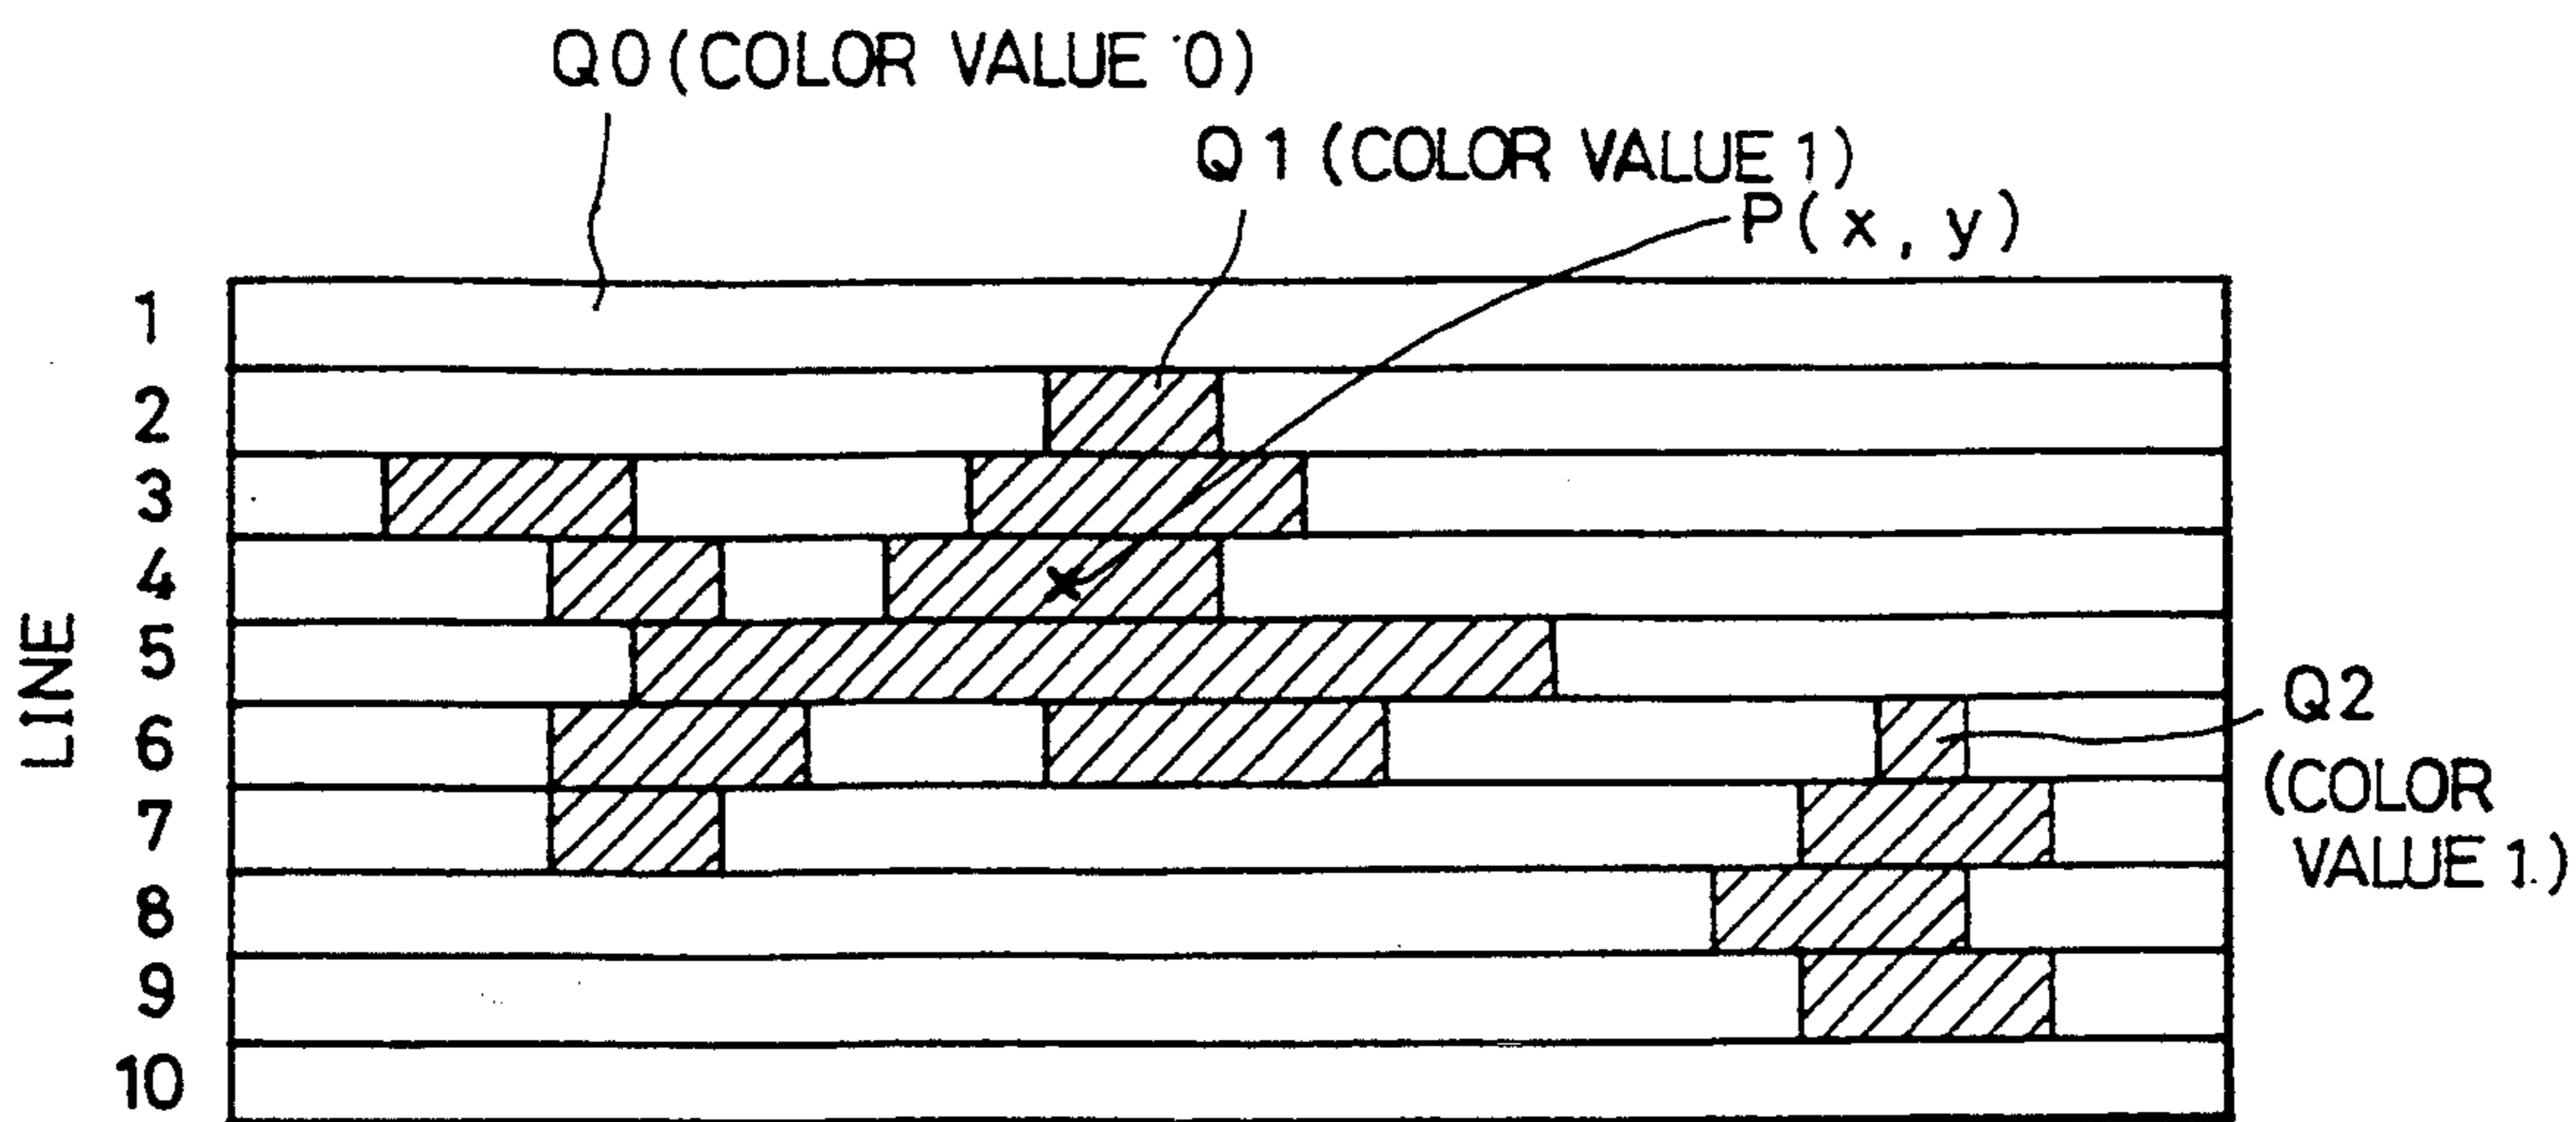 Q0(COLOR VALUE 0)
Q1(COLOR VALUE 1)
P(x, y)
1
2
3
4
5
6
7
8
9
10
LINE
Q2
(COLOR
VALUE 1)